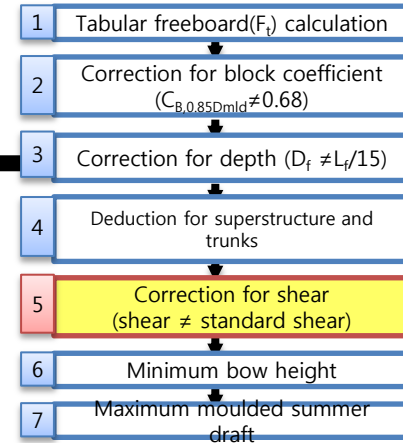 1 Tabular freeboard(Ft) calculation
2 Correction for block coefficient
(CB,0.85Dmld≠0.68)
3 Correction for depth (Df ≠Lf/15)
4 Deduction for superstructure and
trunks
5 Correction for shear
(shear ≠ standard shear)
6 Minimum bow height
7 Maximum moulded summer
draft